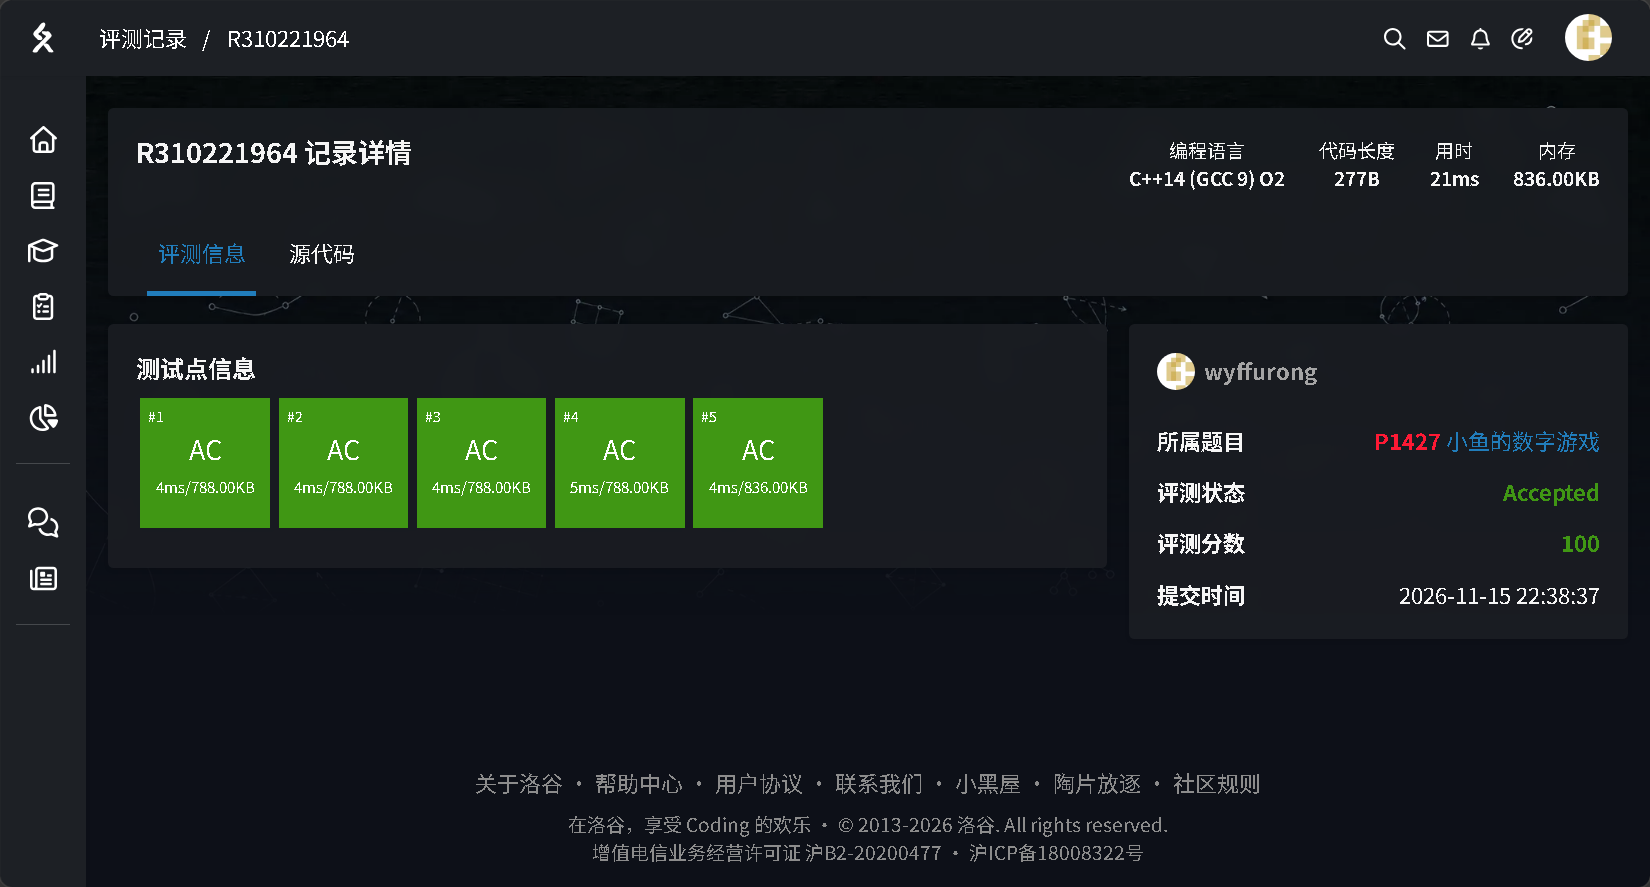 评测记录 / R310221964
R310221964 记录详情
编程语言 代码长度 用时 内存
C++14 (GCC 9) O2 277B 21ms 836.00KB
评测信息 源代码
测试点信息
#1 #2 #3 #4 #5
AC AC AC AC AC
4ms/788.00KB 4ms/788.00KB 4ms/788.00KB 5ms/788.00KB 4ms/836.00KB
wyffurong
所属题目 P1427 小鱼的数字游戏
评测状态 Accepted
评测分数 100
提交时间 2026-11-15 22:38:37
关于洛谷 · 帮助中心 · 用户协议 · 联系我们 · 小黑屋 · 陶片放逐 · 社区规则
在洛谷，享受 Coding 的欢乐 · © 2013-2026 洛谷. All rights reserved.
增值电信业务经营许可证 沪B2-20200477 · 沪ICP备18008322号